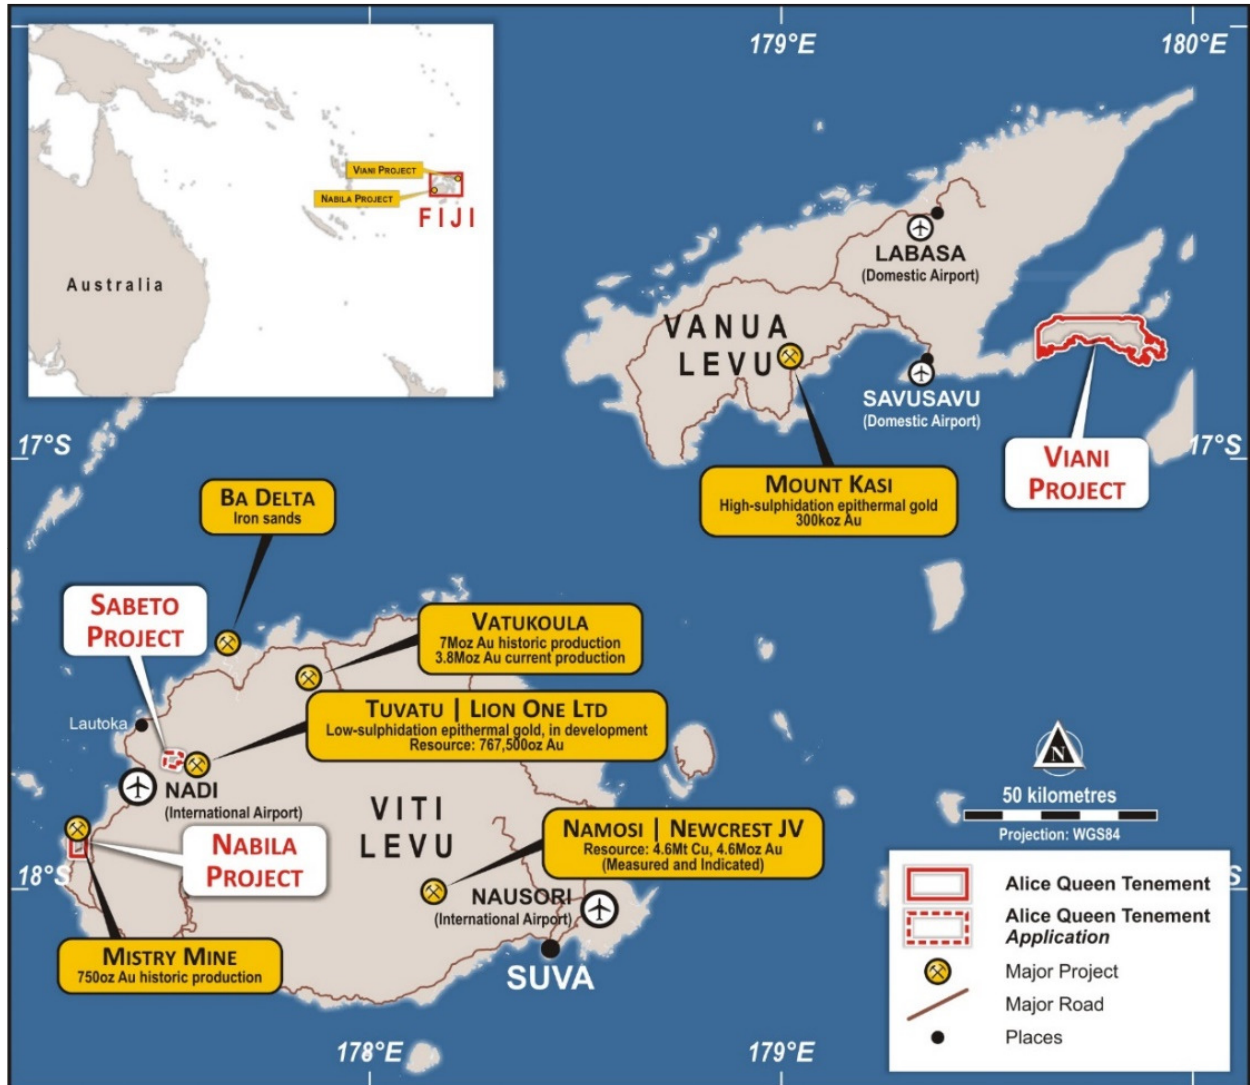 179°E
180°E
VIANI PROJECT
NABILA PROJECT
FIJI
Australia
LABASA
(Domestic Airport)
VANUA
LEVU
SAVUSAVU
(Domestic Airport)
17°S
17°S
VIANI
PROJECT
MOUNT KASI
High-sulphidation epithermal gold
300koz Au
BA DELTA
Iron sands
SABETO
PROJECT
VATUKOULA
7Moz Au historic production
3.8Moz Au current production
TUVATU | LION ONE LTD
Low-sulphidation epithermal gold, in development
Resource: 767,500oz Au
Lautoka
NADI
(International Airport)
VITI
LEVU
N
50 kilometres
Projection: WGS84
NABILA
PROJECT
NAMOSI | NEWCREST JV
Resource: 4.6Mt Cu, 4.6Moz Au
(Measured and Indicated)
18°S
NAUSORI
(International Airport)
MISTRY MINE
750oz Au historic production
SUVA
Alice Queen Tenement
Alice Queen Tenement
Application
Major Project
Major Road
Places
178°E
179°E